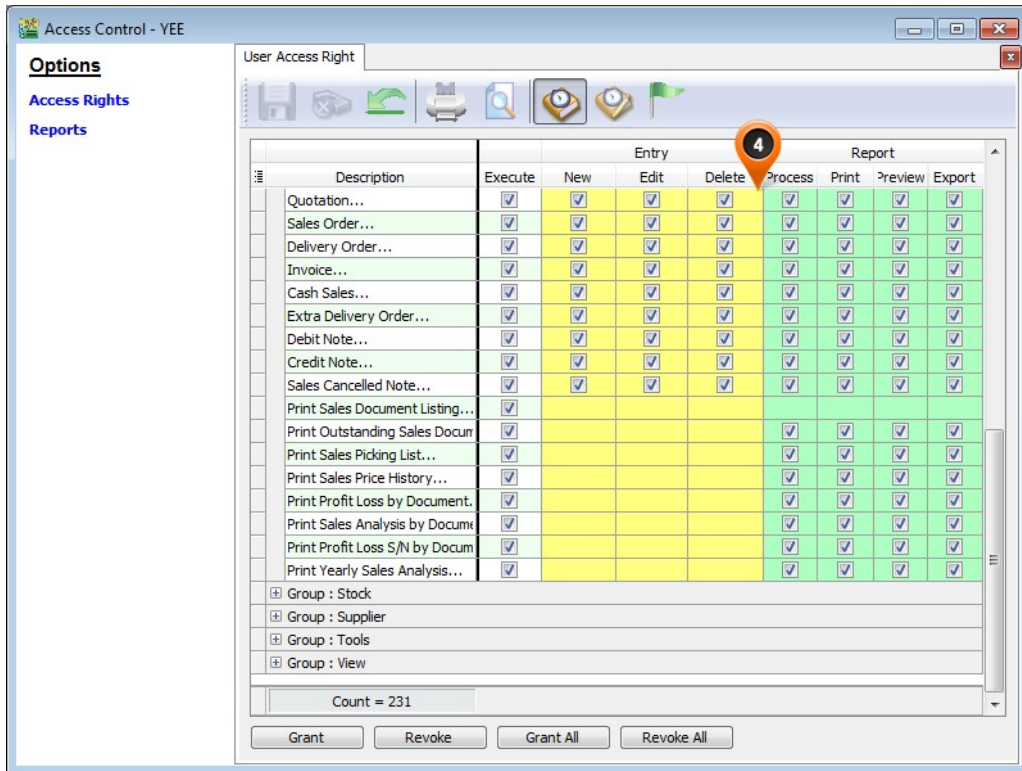 Access Control - YEE
Options
Access Rights
Reports
User Access Right
4
Entry Report
Description Execute New Edit Delete Process Print Preview Export
Quotation...
Sales Order...
Delivery Order...
Invoice...
Cash Sales...
Extra Delivery Order...
Debit Note...
Credit Note...
Sales Cancelled Note...
Print Sales Document Listing...
Print Outstanding Sales Docum
Print Sales Picking List...
Print Sales Price History...
Print Profit Loss by Document.
Print Sales Analysis by Docume
Print Profit Loss S/N by Docum
Print Yearly Sales Analysis...
Group : Stock
Group : Supplier
Group : Tools
Group : View
Count = 231
Grant Revoke Grant All Revoke All